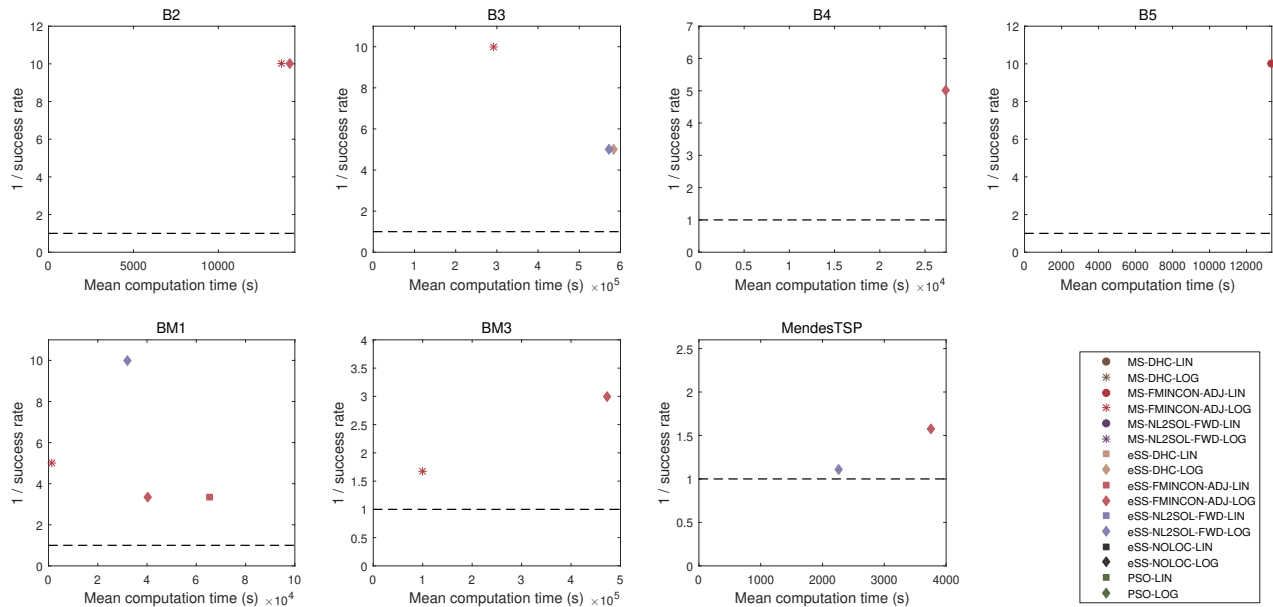 B2
12
10
8
6
4
2
0
1 / success rate
0 5000 10000
Mean computation time (s)
B3
10
8
6
4
2
0
1 / success rate
0 1 2 3 4 5 6
Mean computation time (s) ×10^5
B4
7
6
5
4
3
2
1
0
1 / success rate
0 0.5 1 1.5 2 2.5
Mean computation time (s) ×10^4
B5
12
10
8
6
4
2
0
1 / success rate
0 2000 4000 6000 8000 10000 12000
Mean computation time (s)
BM1
10
8
6
4
2
0
1 / success rate
0 2 4 6 8 10
Mean computation time (s) ×10^4
BM3
4
3.5
3
2.5
2
1.5
1
0.5
0
1 / success rate
0 1 2 3 4 5
Mean computation time (s) ×10^5
MendesTSP
2.5
2
1.5
1
0.5
0
1 / success rate
0 1000 2000 3000 4000
Mean computation time (s)
MS-DHC-LIN
MS-DHC-LOG
MS-FMINCON-ADJ-LIN
MS-FMINCON-ADJ-LOG
MS-NL2SOL-FWD-LIN
MS-NL2SOL-FWD-LOG
eSS-DHC-LIN
eSS-DHC-LOG
eSS-FMINCON-ADJ-LIN
eSS-FMINCON-ADJ-LOG
eSS-NL2SOL-FWD-LIN
eSS-NL2SOL-FWD-LOG
eSS-NOLOC-LIN
eSS-NOLOC-LOG
PSO-LIN
PSO-LOG